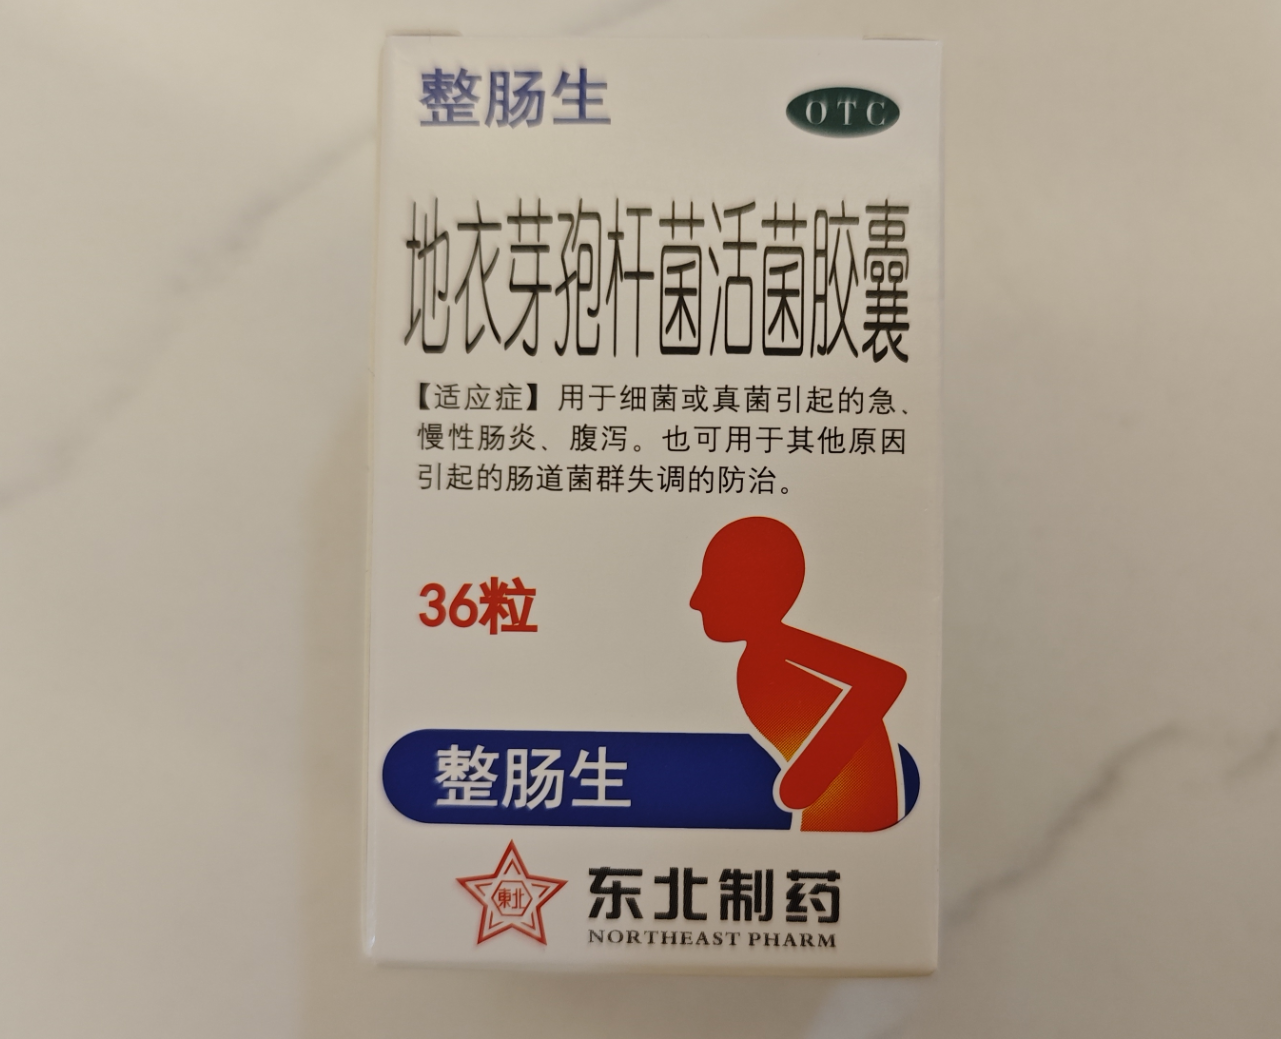 整肠生
OTC
地衣芽孢杆菌活菌胶囊
【适应症】用于细菌或真菌引起的急、
慢性肠炎、腹泻。也可用于其他原因
引起的肠道菌群失调的防治。
36粒
整肠生
東北
东北制药
NORTHEAST PHARM